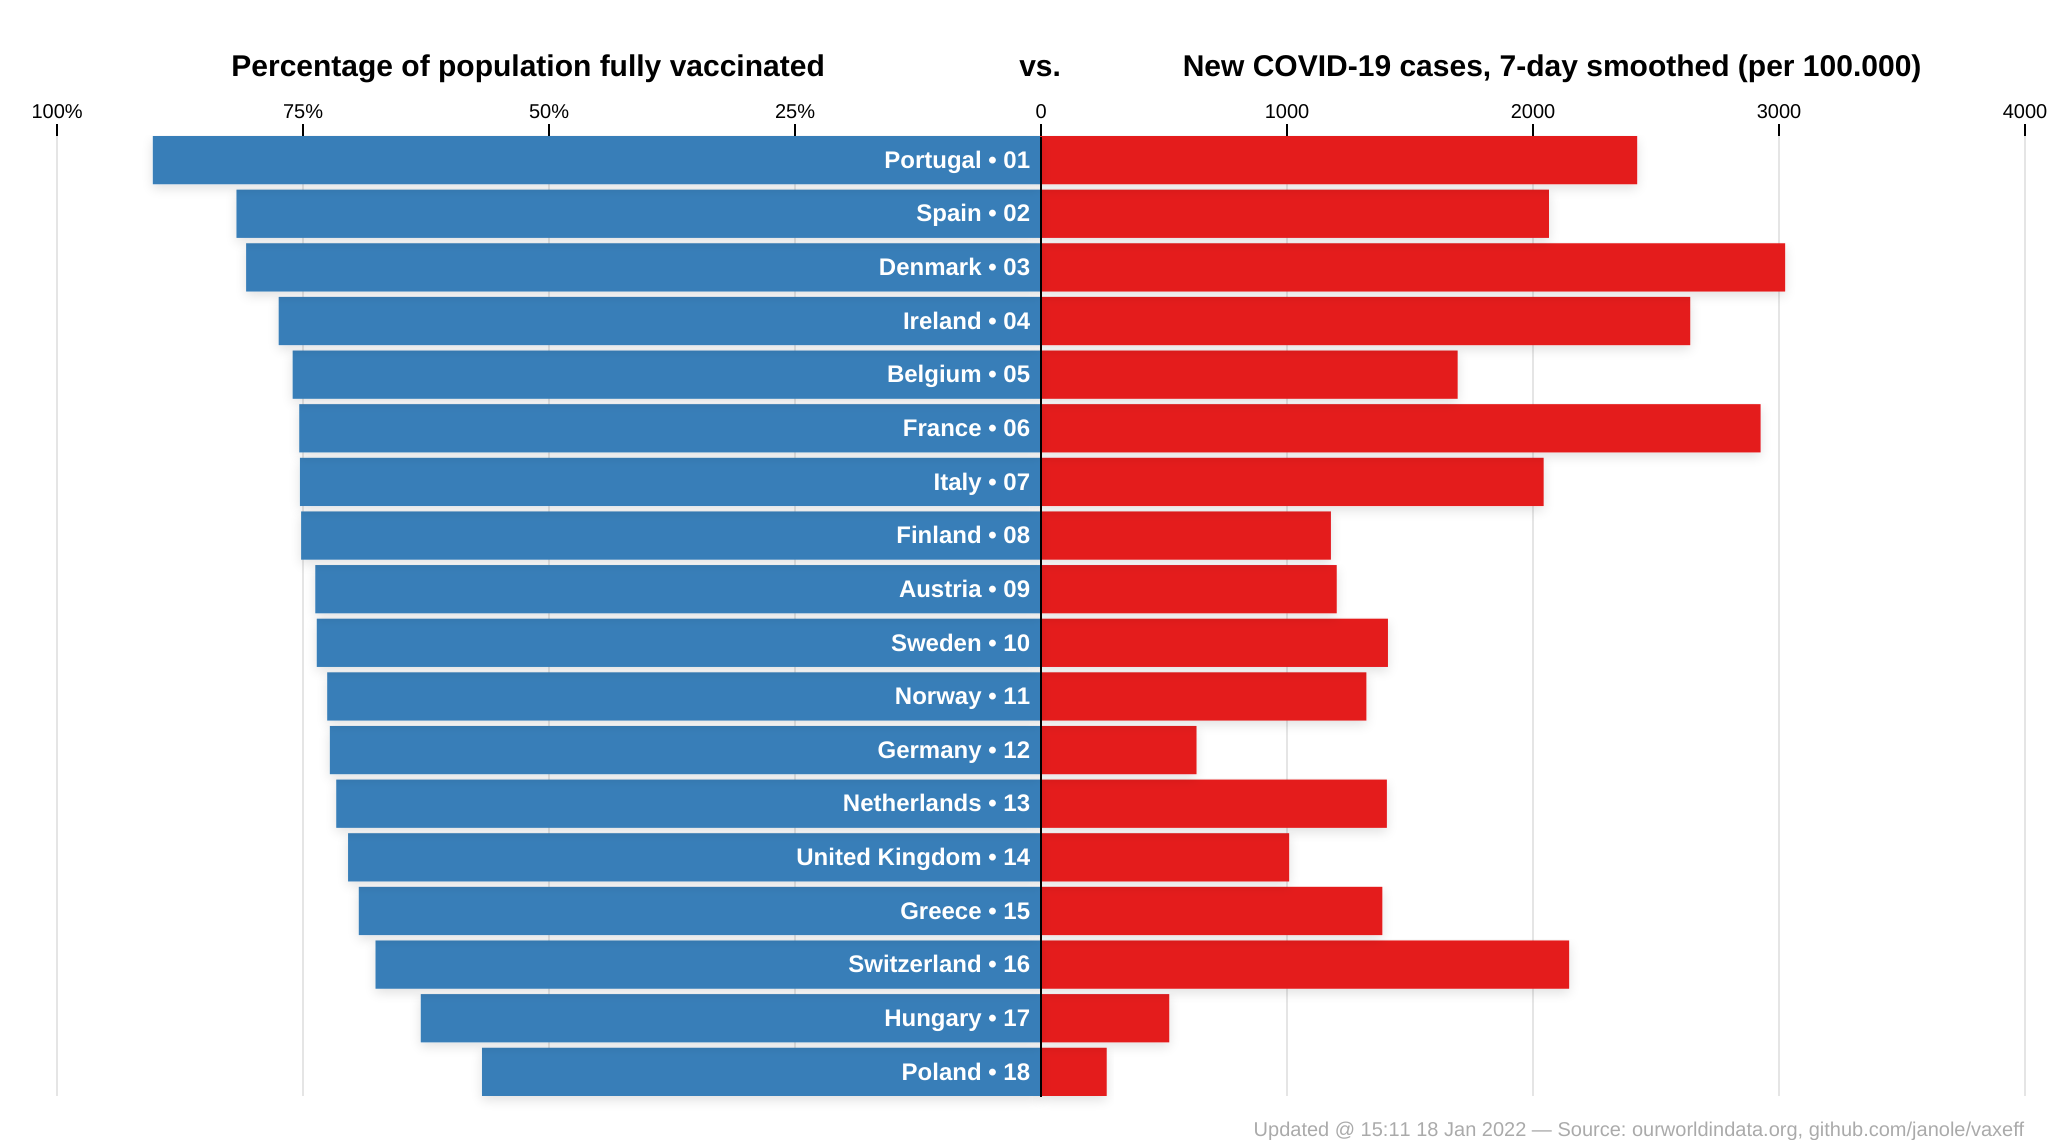 Percentage of population fully vaccinated vs. New COVID-19 cases, 7-day smoothed (per 100.000)
100% 75% 50% 25% 0 1000 2000 3000 4000
Portugal • 01
Spain • 02
Denmark • 03
Ireland • 04
Belgium • 05
France • 06
Italy • 07
Finland • 08
Austria • 09
Sweden • 10
Norway • 11
Germany • 12
Netherlands • 13
United Kingdom • 14
Greece • 15
Switzerland • 16
Hungary • 17
Poland • 18
Updated @ 15:11 18 Jan 2022 — Source: ourworldindata.org, github.com/janole/vaxeff